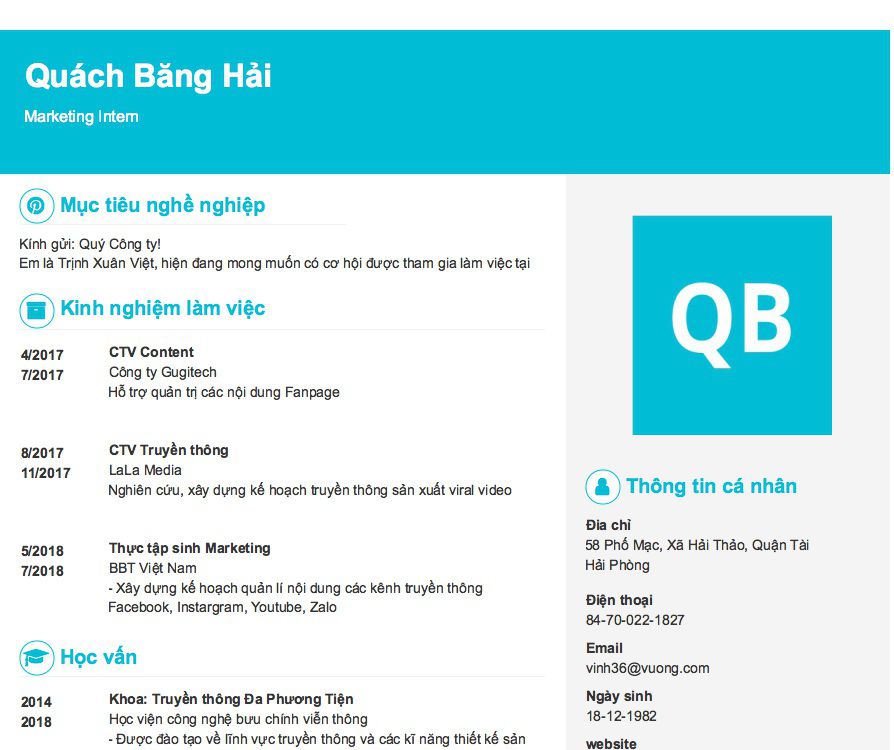 Quách Băng Hải
Marketing Intern
Mục tiêu nghề nghiệp
Kính gửi: Quý Công ty!
Em là Trịnh Xuân Việt, hiện đang mong muốn có cơ hội được tham gia làm việc tại
Kinh nghiệm làm việc
4/2017
7/2017
CTV Content
Công ty Gugitech
Hỗ trợ quản trị các nội dung Fanpage
8/2017
11/2017
CTV Truyền thông
LaLa Media
Nghiên cứu, xây dựng kế hoạch truyền thông sản xuất viral video
5/2018
7/2018
Thực tập sinh Marketing
BBT Việt Nam
- Xây dựng kế hoạch quản lí nội dung các kênh truyền thông
Facebook, Instargram, Youtube, Zalo
Học vấn
2014
2018
Khoa: Truyền thông Đa Phương Tiện
Học viện công nghệ bưu chính viễn thông
- Được đào tạo về lĩnh vực truyền thông và các kĩ năng thiết kế sản
QB
Thông tin cá nhân
Đia chỉ
58 Phố Mạc, Xã Hải Thảo, Quận Tài
Hải Phòng
Điện thoại
84-70-022-1827
Email
vinh36@vuong.com
Ngày sinh
18-12-1982
website